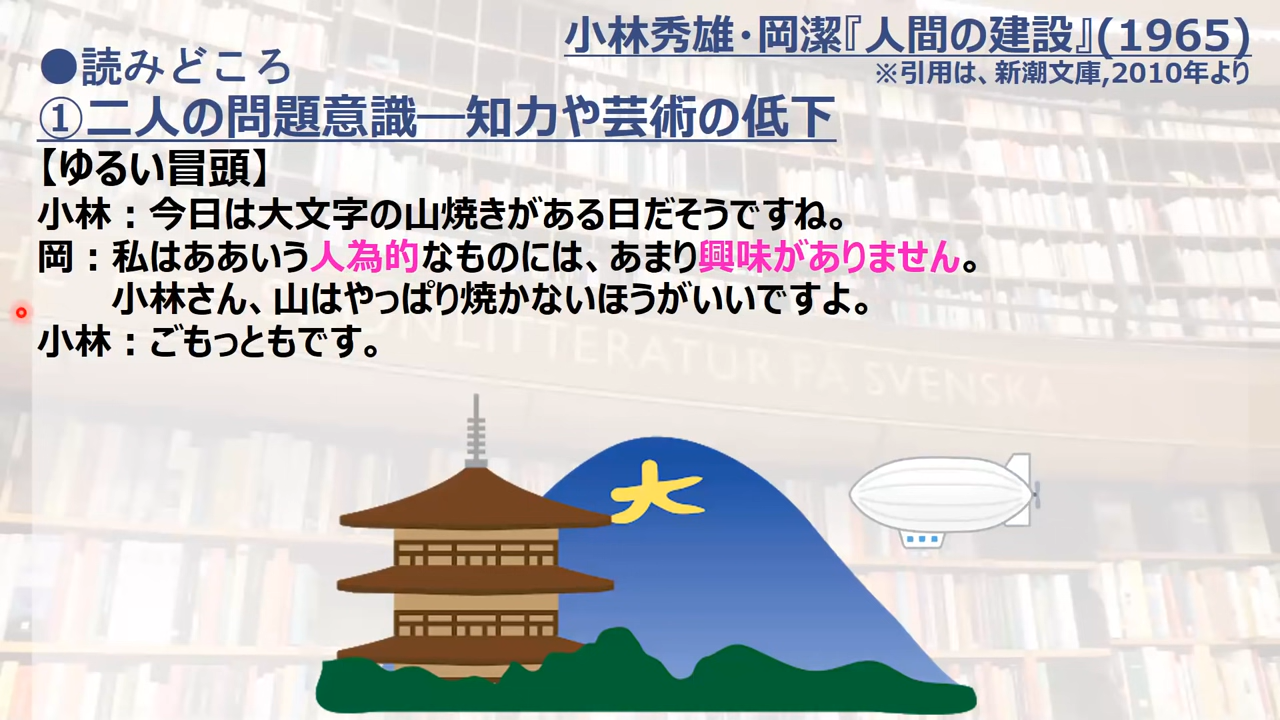 小林秀雄・岡潔『人間の建設』(1965)
※引用は、新潮文庫,2010年より
●読みどころ
①二人の問題意識―知力や芸術の低下
【ゆるい冒頭】
小林：今日は大文字の山焼きがある日だそうですね。
岡：私はああいう人為的なものには、あまり興味がありません。
小林さん、山はやっぱり焼かないほうがいいですよ。
小林：ごもっともです。
LITTERATUR PÅ SVENSKA
大